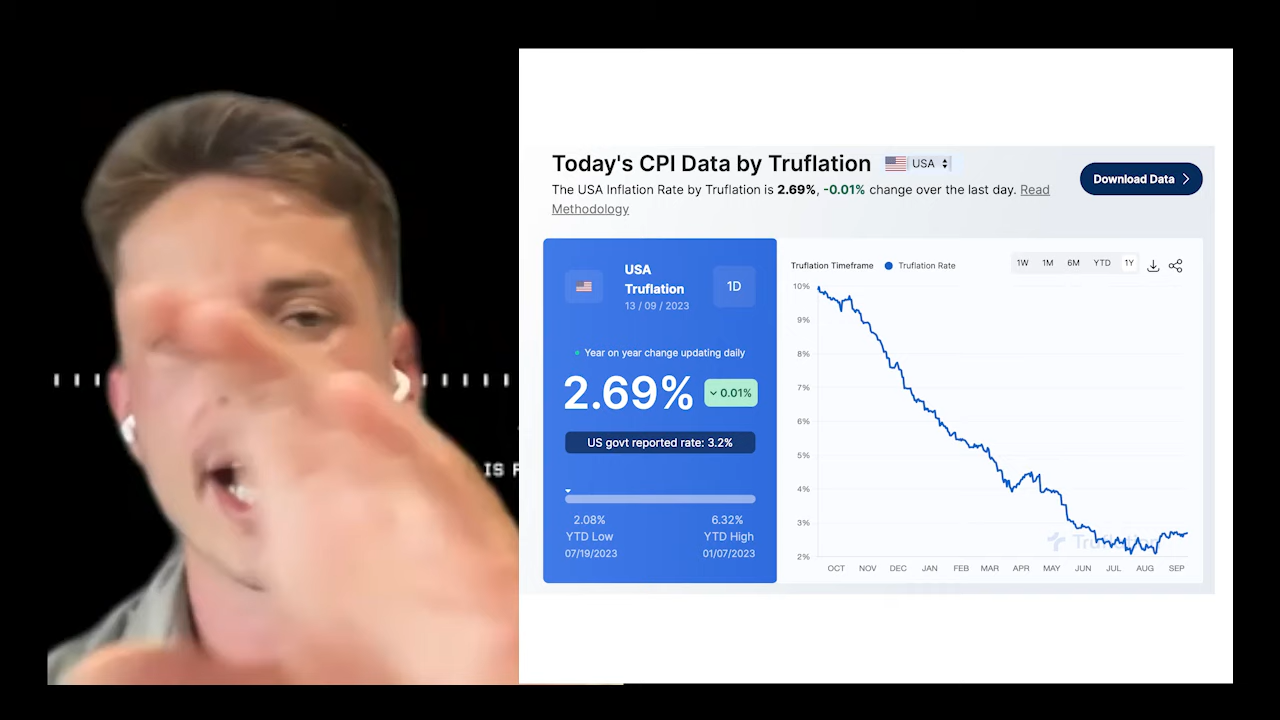 IS
Today's CPI Data by Truflation USA
Download Data
The USA Inflation Rate by Truflation is 2.69%, -0.01% change over the last day. Read
Methodology
USA
Truflation
13 / 09 / 2023
1D
Year on year change updating daily
2.69% 0.01%
US govt reported rate: 3.2%
2.08% 6.32%
YTD Low YTD High
07/19/2023 01/07/2023
Truflation Timeframe Truflation Rate
1W 1M 6M YTD 1Y
10%
9%
8%
7%
6%
5%
4%
3%
2%
Truflation
OCT NOV DEC JAN FEB MAR APR MAY JUN JUL AUG SEP